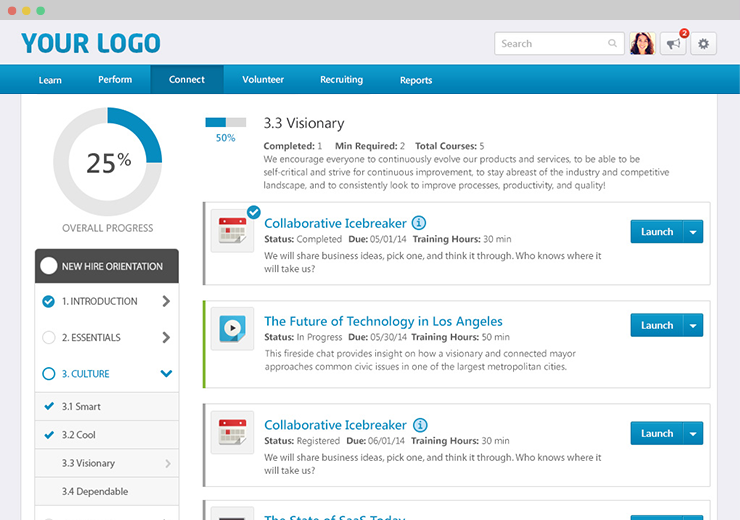 YOUR LOGO
Search
2
Learn
Perform
Connect
Volunteer
Recruiting
Reports
25%
OVERALL PROGRESS
NEW HIRE ORIENTATION
1. INTRODUCTION
2. ESSENTIALS
3. CULTURE
3.1 Smart
3.2 Cool
3.3 Visionary
3.4 Dependable
50%
3.3 Visionary
Completed: 1 Min Required: 2 Total Courses: 5
We encourage everyone to continuously evolve our products and services, to be able to be
self-critical and strive for continuous improvement, to stay abreast of the industry and competitive
landscape, and to consistently look to improve processes, productivity, and quality!
Collaborative Icebreaker i
Status: Completed Due: 05/01/14 Training Hours: 30 min
We will share business ideas, pick one, and think it through. Who knows where it
will take us?
Launch
The Future of Technology in Los Angeles
Status: In Progress Due: 05/30/14 Training Hours: 50 min
This fireside chat provides insight on how a visionary and connected mayor
approaches common civic issues in one of the largest metropolitan cities.
Launch
Collaborative Icebreaker i
Status: Registered Due: 06/01/14 Training Hours: 30 min
We will share business ideas, pick one, and think it through. Who knows where it
will take us?
Launch
The State of SaaS Today